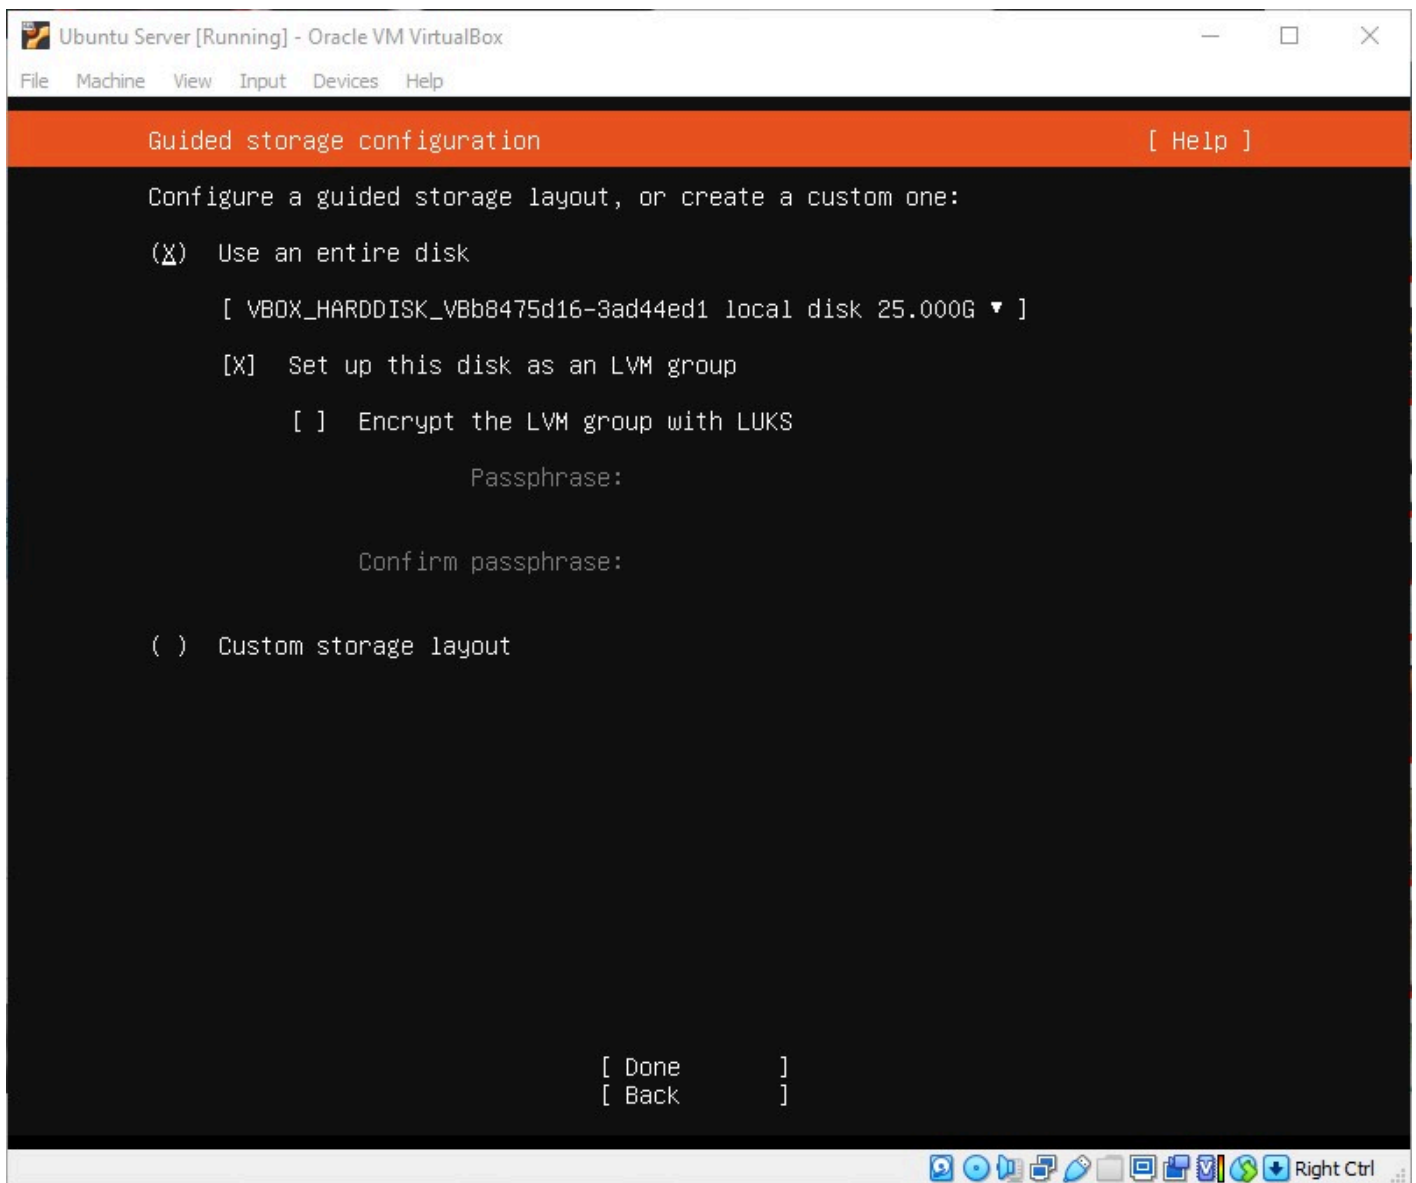 Ubuntu Server [Running] - Oracle VM VirtualBox
File Machine View Input Devices Help
Guided storage configuration [ Help ]
Configure a guided storage layout, or create a custom one:
(X) Use an entire disk
[ VBOX_HARDDISK_VBb8475d16-3ad44ed1 local disk 25.000G ▼ ]
[X] Set up this disk as an LVM group
[ ] Encrypt the LVM group with LUKS
Passphrase:
Confirm passphrase:
( ) Custom storage layout
[ Done ]
[ Back ]
Right Ctrl